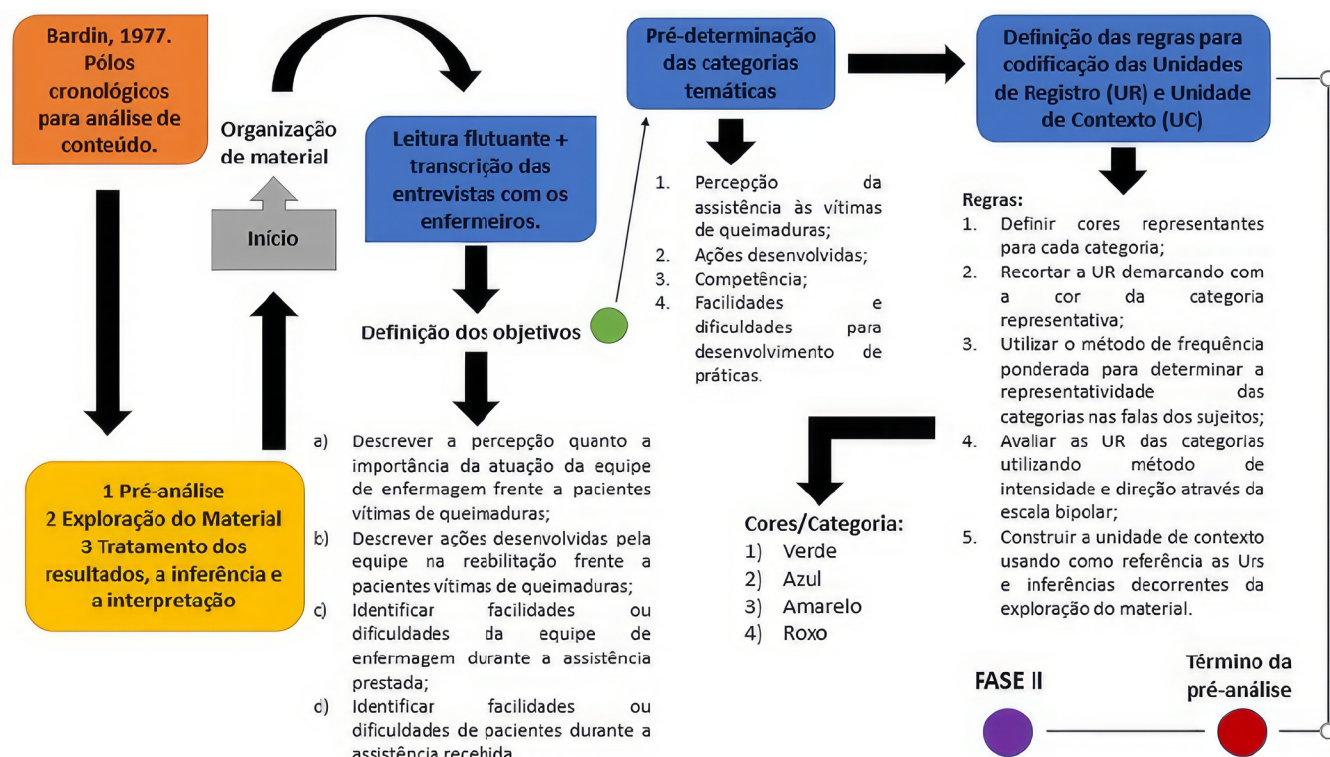 Bardin, 1977.
Pólos
cronológicos
para análise de
conteúdo.
1 Pré-análise
2 Exploração do Material
3 Tratamento dos
resultados, a inferência e
a interpretação
Início
Organização
de material
Leitura flutuante +
transcrição das
entrevistas com os
enfermeiros.
Definição dos objetivos
a) Descrever a percepção quanto a
importância da atuação da equipe
de enfermagem frente a pacientes
vítimas de queimaduras;
b) Descrever ações desenvolvidas pela
equipe na reabilitação frente a
pacientes vítimas de queimaduras;
c) Identificar facilidades ou
dificuldades da equipe de
enfermagem durante a assistência
prestada;
d) Identificar facilidades ou
dificuldades de pacientes durante a
assistência recebida
Pré-determinação
das categorias
temáticas
1. Percepção da
assistência às vítimas
de queimaduras;
2. Ações desenvolvidas;
3. Competência;
4. Facilidades e
dificuldades para
desenvolvimento de
práticas.
Definição das regras para
codificação das Unidades
de Registro (UR) e Unidade
de Contexto (UC)
Regras:
1. Definir cores representantes
para cada categoria;
2. Recortar a UR demarcando com
a cor da categoria
representativa;
3. Utilizar o método de frequência
ponderada para determinar a
representatividade das
categorias nas falas dos sujeitos;
4. Avaliar as UR das categorias
utilizando método de
intensidade e direção através da
escala bipolar;
5. Construir a unidade de contexto
usando como referência as Urs
e inferências decorrentes da
exploração do material.
Cores/Categoria:
1) Verde
2) Azul
3) Amarelo
4) Roxo
Término da
pré-análise
FASE II